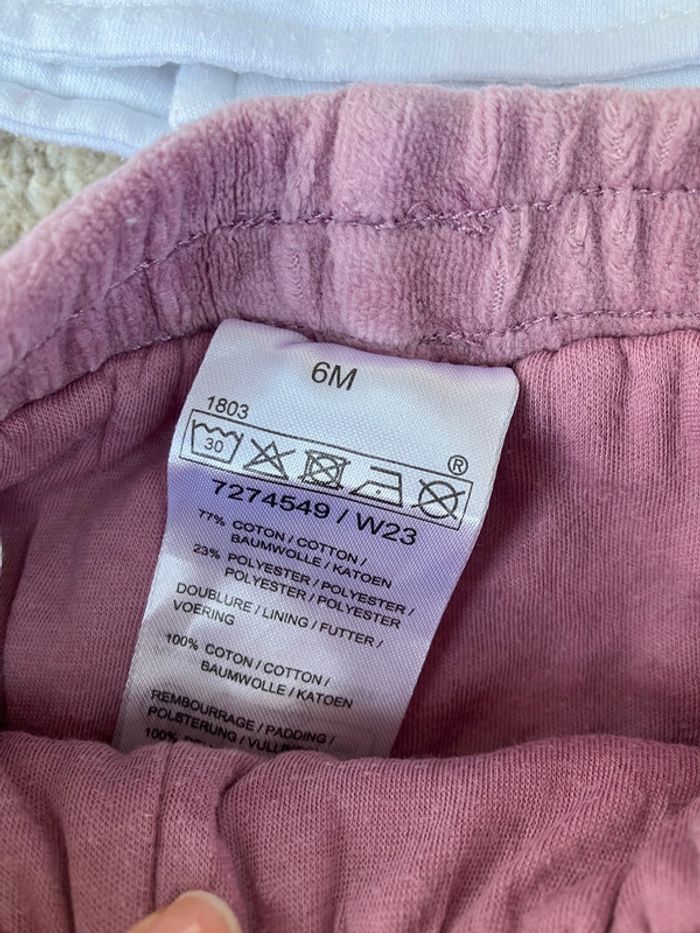 6M
1803
30
®
7274549 / W23
77% COTON / COTTON /
BAUMWOLLE / KATOEN
23% POLYESTER / POLYESTER /
POLYESTER / POLYESTER
DOUBLURE / LINING / FUTTER /
VOERING
100% COTON / COTTON /
BAUMWOLLE / KATOEN
REMBOURRAGE / PADDING /
POLSTERUNG /
100%